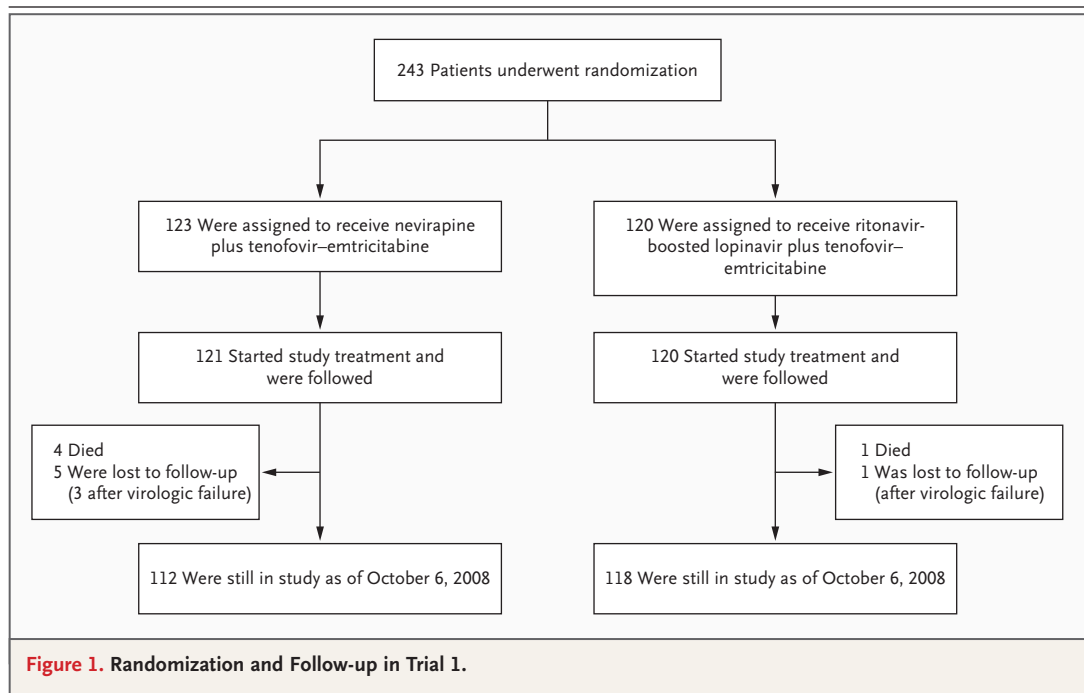 243 Patients underwent randomization
123 Were assigned to receive nevirapine
plus tenofovir–emtricitabine
120 Were assigned to receive ritonavir-
boosted lopinavir plus tenofovir–
emtricitabine
121 Started study treatment and
were followed
120 Started study treatment and
were followed
4 Died
5 Were lost to follow-up
(3 after virologic failure)
1 Died
1 Was lost to follow-up
(after virologic failure)
112 Were still in study as of October 6, 2008
118 Were still in study as of October 6, 2008
Figure 1. Randomization and Follow-up in Trial 1.